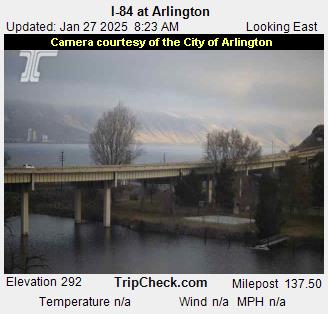 I-84 at Arlington
Updated: Jan 27 2025 8:23 AM Looking East
Camera courtesy of the City of Arlington
Elevation 292 TripCheck.com Milepost 137.50
Temperature n/a Wind n/a MPH n/a